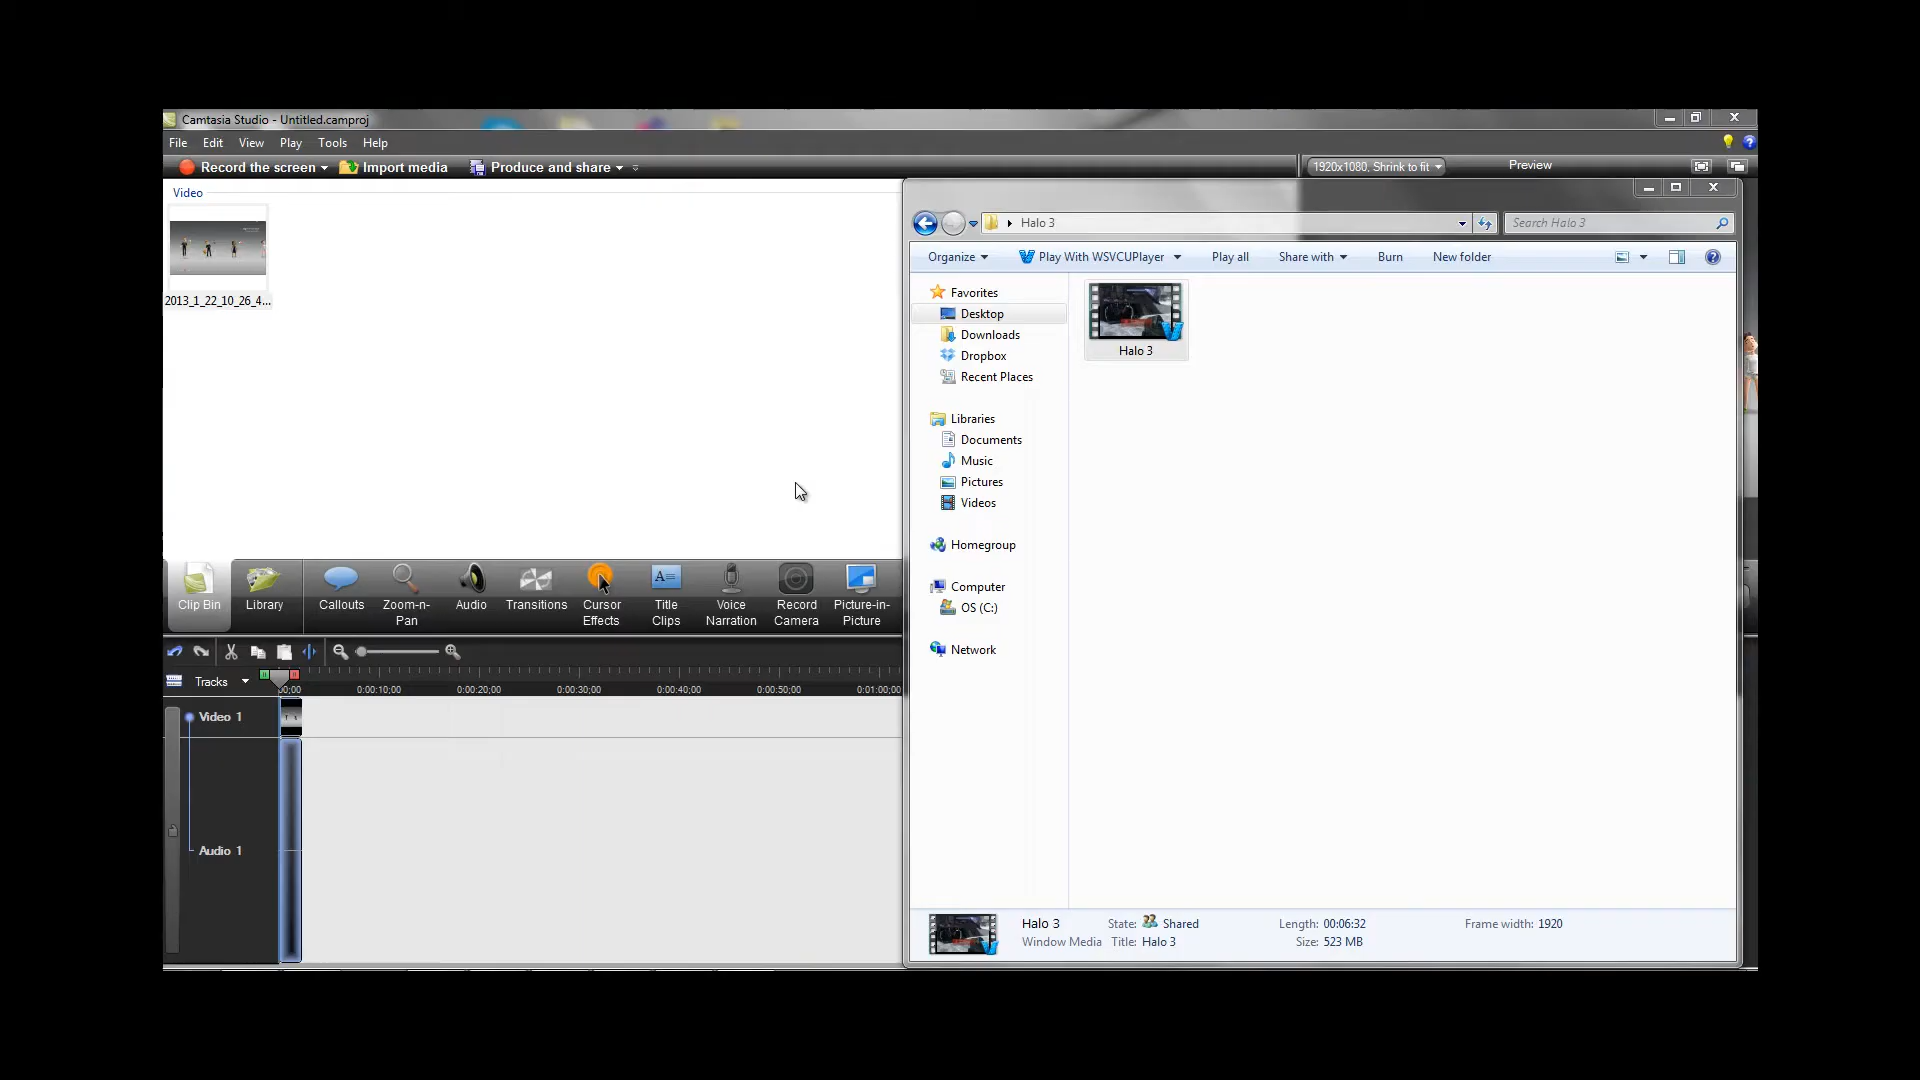 Camtasia Studio - Untitled.camproj
File Edit View Play Tools Help
Record the screen Import media Produce and share
1920x1080, Shrink to fit Preview
Video
2013_1_22_10_26_4...
Halo 3
Search Halo 3
Organize Play With WSVCUPlayer Play all Share with Burn New folder
Favorites
Desktop
Downloads
Dropbox
Recent Places
Libraries
Documents
Music
Pictures
Videos
Homegroup
Computer
OS (C:)
Network
Halo 3
Clip Bin
Library
Callouts
Zoom-n-
Pan
Audio
Transitions
Cursor
Effects
Title
Clips
Voice
Narration
Record
Camera
Picture-in-
Picture
Tracks
00;00 0:00:10;00 0:00:20;00 0:00:30;00 0:00:40;00 0:00:50;00 0:01:00;00
Video 1
Audio 1
Halo 3 State: Shared Length: 00:06:32 Frame width: 1920
Window Media Title: Halo 3 Size: 523 MB